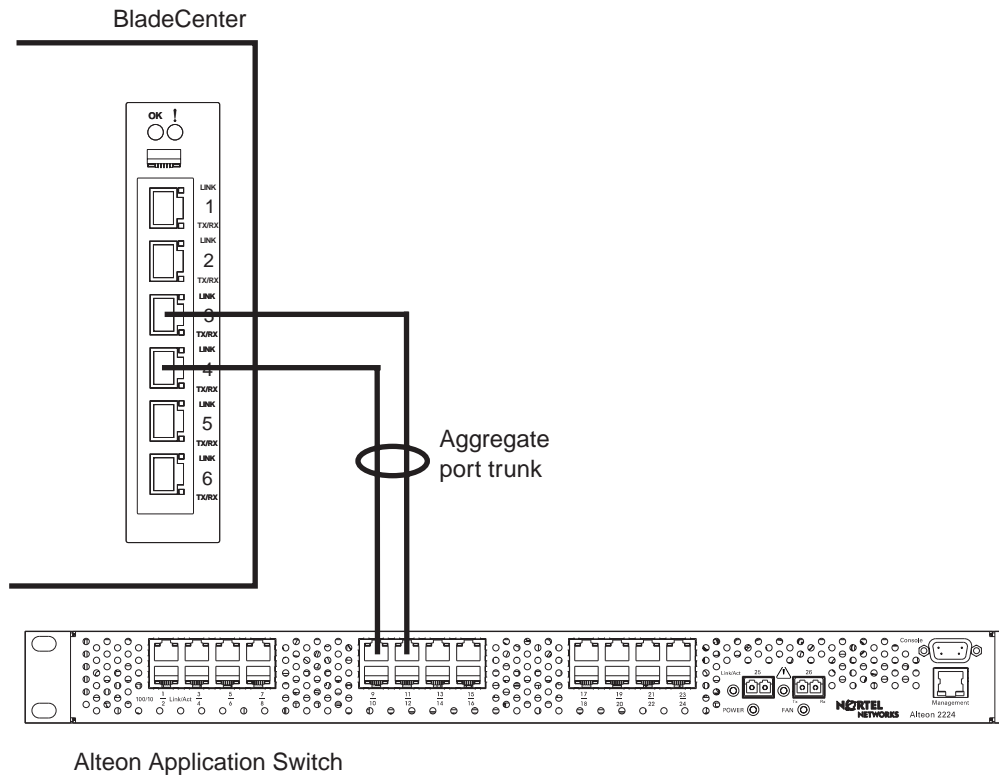 BladeCenter
OK !
LINK
1
TX/RX
LINK
2
TX/RX
LINK
3
TX/RX
LINK
4
TX/RX
LINK
5
TX/RX
LINK
6
TX/RX
Aggregate
port trunk
Console
Link/Act 25 26
1 3 5 7 9 11 13 15 17 19 21 23
100/10 2 Link/Act 4 6 8 10 12 14 16 18 20 22 24
Tx Rx
Management
POWER FAN
NORTEL
NETWORKS
Alteon 2224
Alteon Application Switch